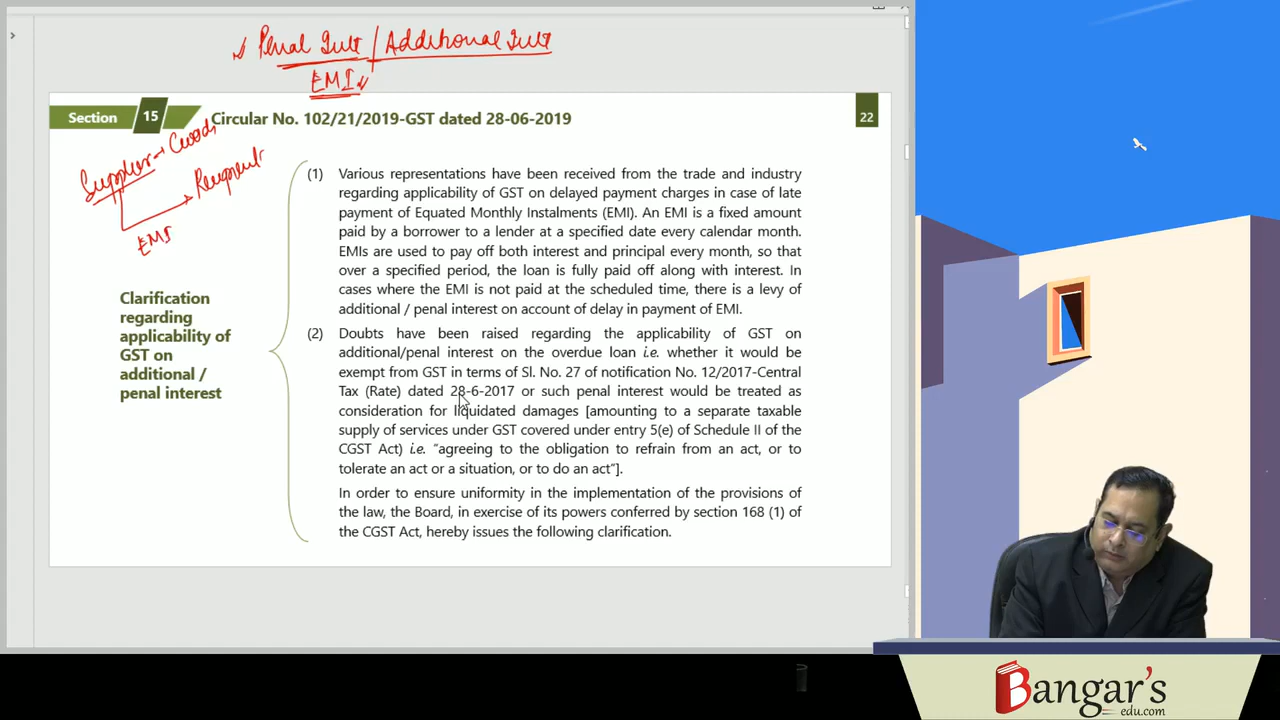 Penal Int / Additional Int
EMI
Section 15 Circular No. 102/21/2019-GST dated 28-06-2019 22
Supplier → Goods
Recipient
EMI
Clarification
regarding
applicability of
GST on
additional /
penal interest
(1) Various representations have been received from the trade and industry
regarding applicability of GST on delayed payment charges in case of late
payment of Equated Monthly Instalments (EMI). An EMI is a fixed amount
paid by a borrower to a lender at a specified date every calendar month.
EMIs are used to pay off both interest and principal every month, so that
over a specified period, the loan is fully paid off along with interest. In
cases where the EMI is not paid at the scheduled time, there is a levy of
additional / penal interest on account of delay in payment of EMI.
(2) Doubts have been raised regarding the applicability of GST on
additional/penal interest on the overdue loan i.e. whether it would be
exempt from GST in terms of Sl. No. 27 of notification No. 12/2017-Central
Tax (Rate) dated 28-6-2017 or such penal interest would be treated as
consideration for liquidated damages [amounting to a separate taxable
supply of services under GST covered under entry 5(e) of Schedule II of the
CGST Act) i.e. "agreeing to the obligation to refrain from an act, or to
tolerate an act or a situation, or to do an act"].
In order to ensure uniformity in the implementation of the provisions of
the law, the Board, in exercise of its powers conferred by section 168 (1) of
the CGST Act, hereby issues the following clarification.
Bangar's
edu.com